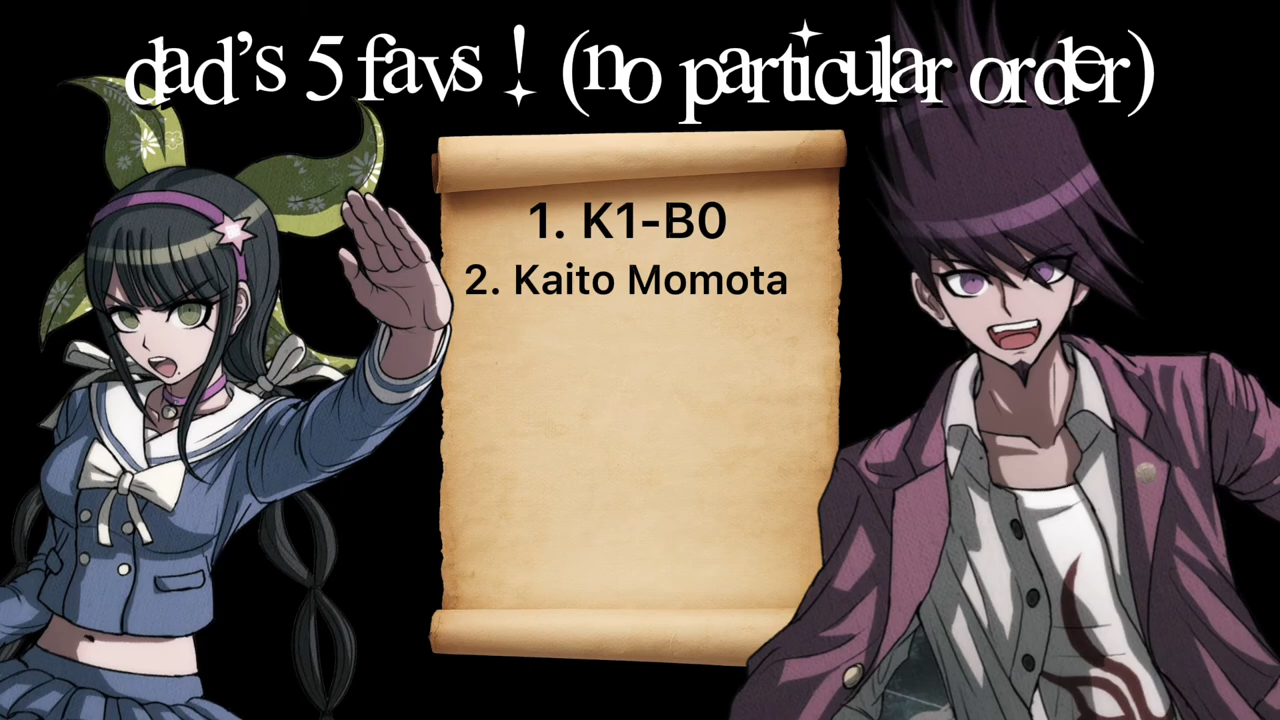 dad's 5 favs ! (no particular order)
1. K1-B0
2. Kaito Momota